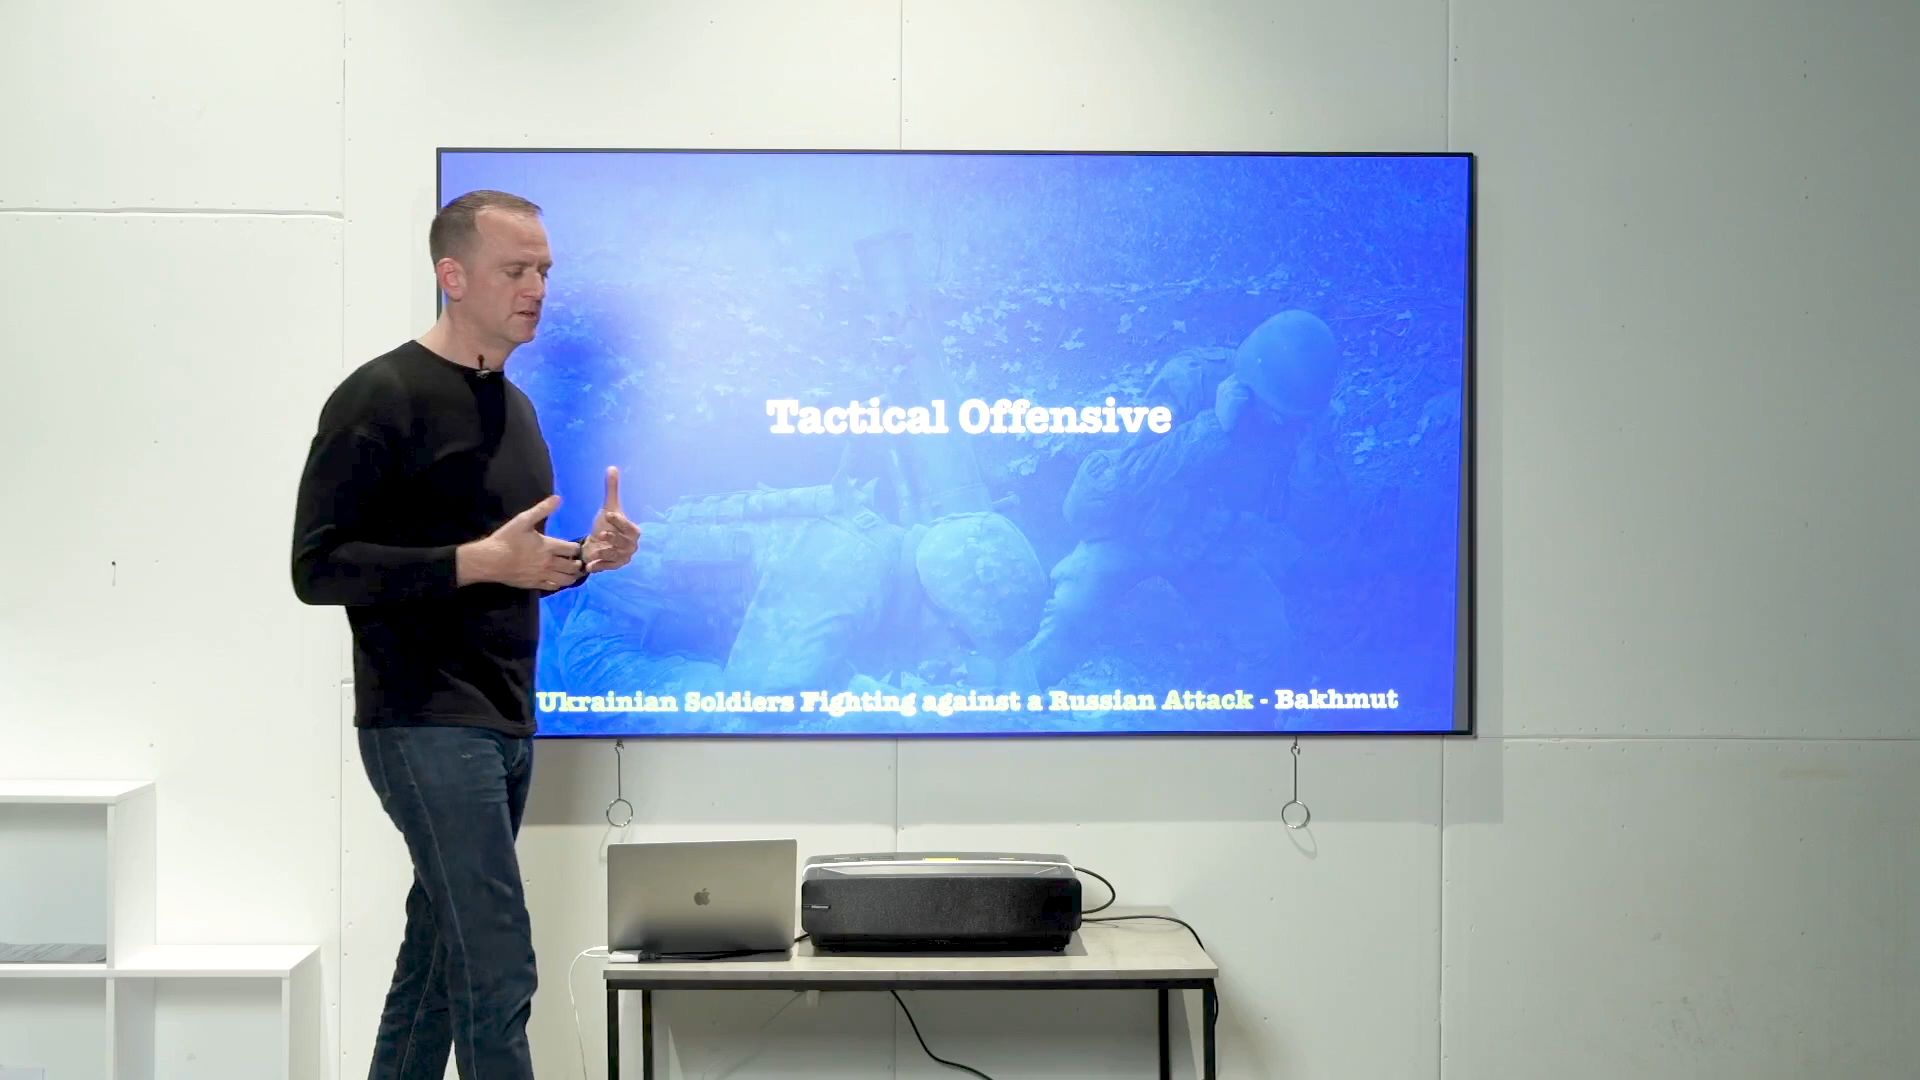 Tactical Offensive
Ukrainian Soldiers Fighting against a Russian Attack - Bakhmut